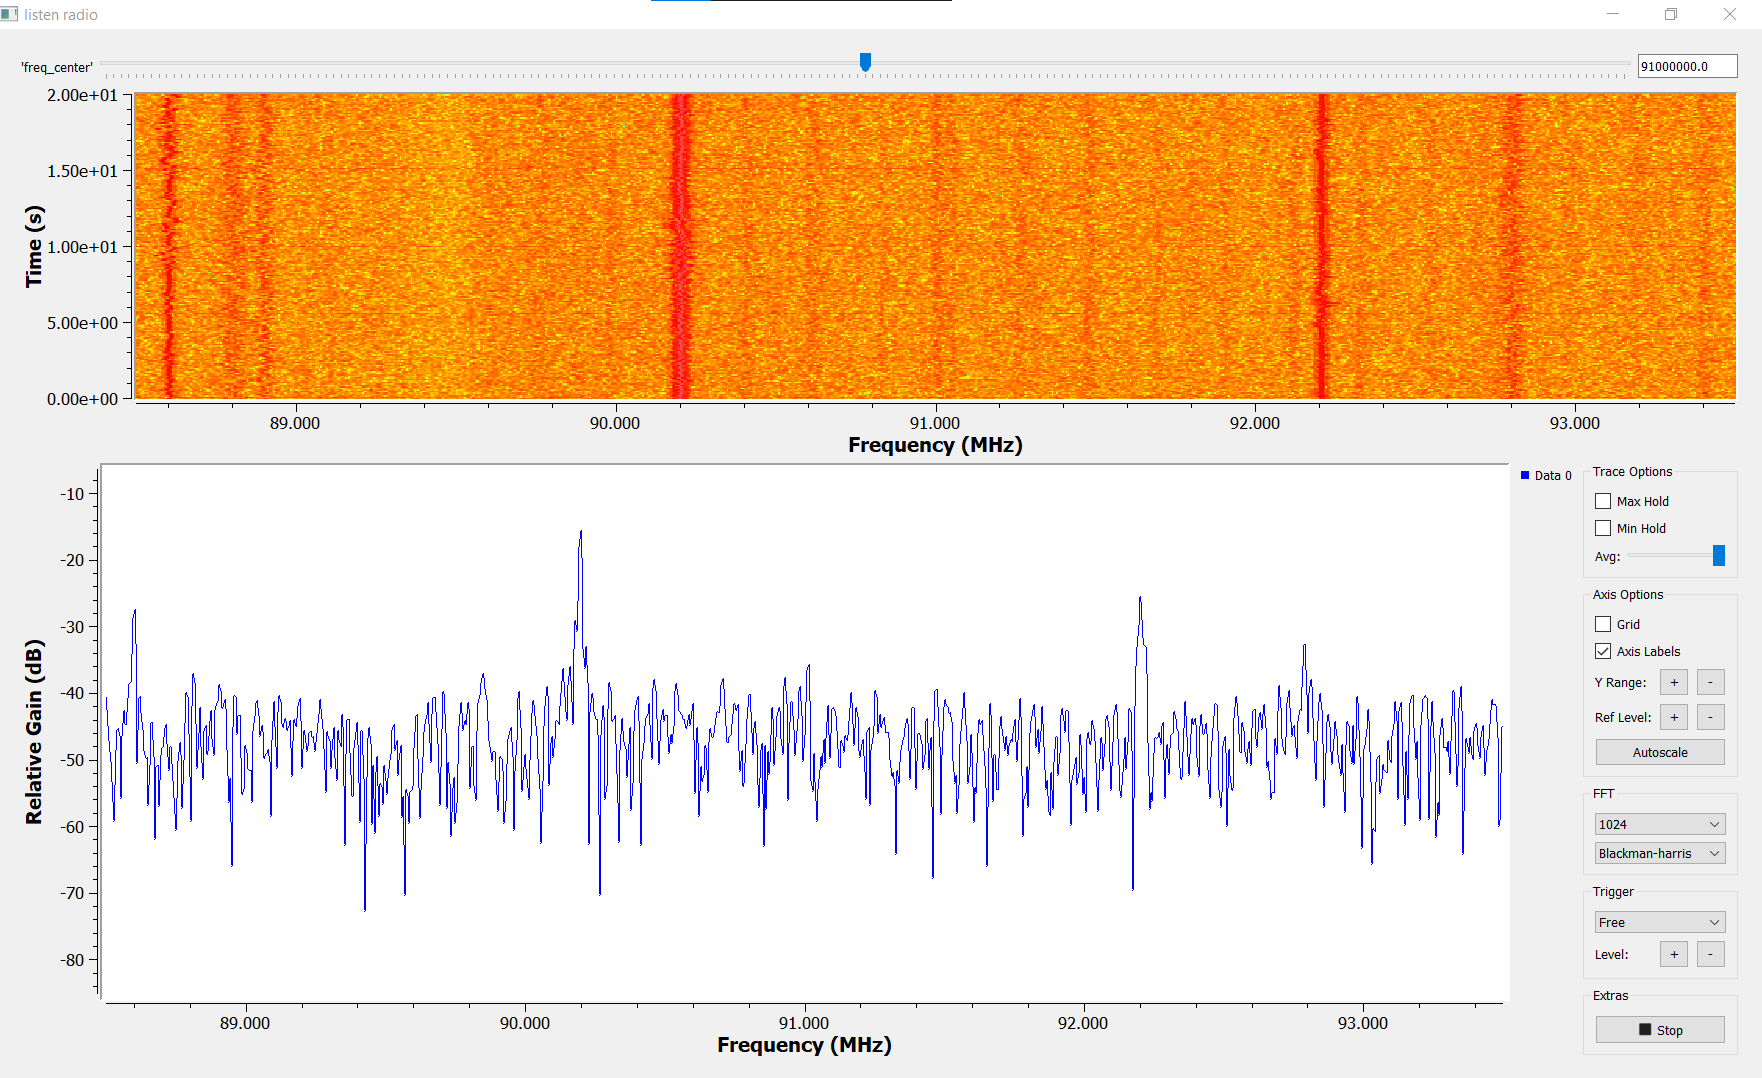 listen radio
'freq_center'
91000000.0
2.00e+01
1.50e+01
1.00e+01
5.00e+00
0.00e+00
Time (s)
89.000 90.000 91.000 92.000 93.000
Frequency (MHz)
-10
-20
-30
-40
-50
-60
-70
-80
Relative Gain (dB)
89.000 90.000 91.000 92.000 93.000
Frequency (MHz)
Data 0
Trace Options
Max Hold
Min Hold
Avg:
Axis Options
Grid
Axis Labels
Y Range: + -
Ref Level: + -
Autoscale
FFT
1024
Blackman-harris
Trigger
Free
Level: + -
Extras
Stop